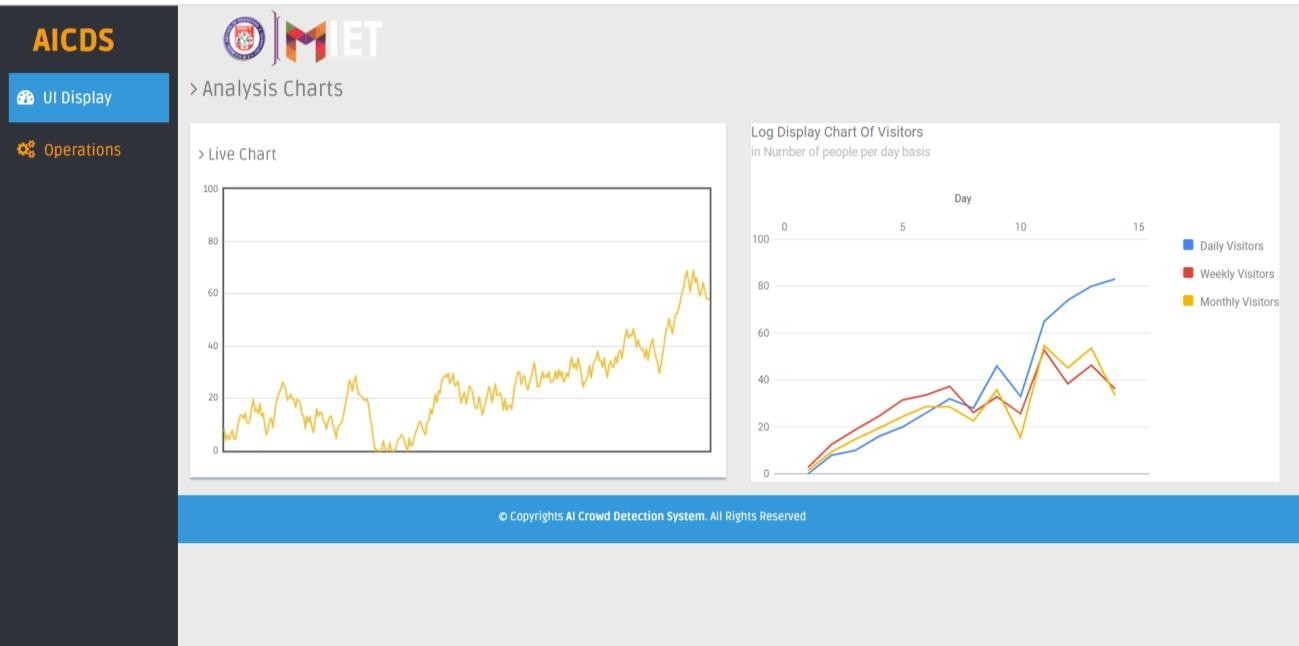 AICDS
UI Display
Operations
MIET
Analysis Charts
Live Chart
100
80
60
40
20
0
Log Display Chart Of Visitors
in Number of people per day basis
Day
0 5 10 15
100
80
60
40
20
0
Daily Visitors
Weekly Visitors
Monthly Visitors
© Copyrights AI Crowd Detection System. All Rights Reserved